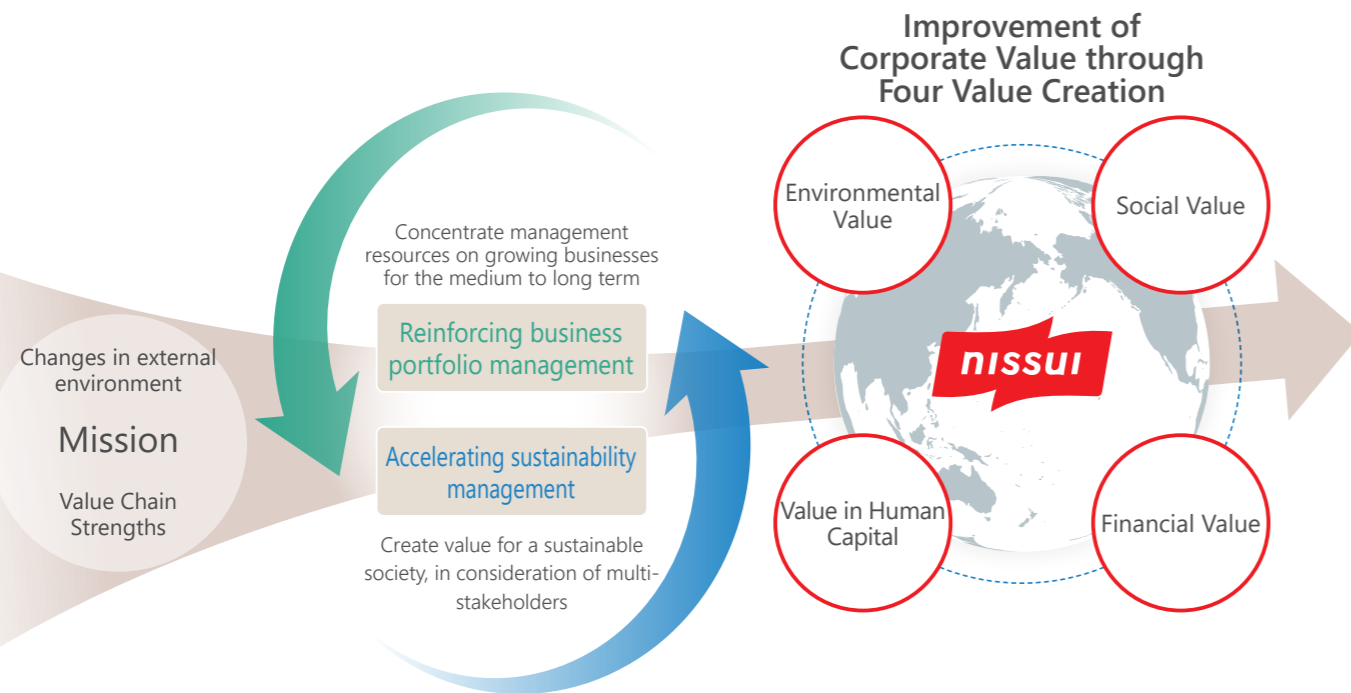 Improvement of
Corporate Value through
Four Value Creation
Environmental
Value
Social Value
Concentrate management
resources on growing businesses
for the medium to long term
Reinforcing business
portfolio management
Changes in external
environment
Mission
Value Chain
Strengths
nissui
Accelerating sustainability
management
Create value for a sustainable
society, in consideration of multi-
stakeholders
Value in Human
Capital
Financial Value